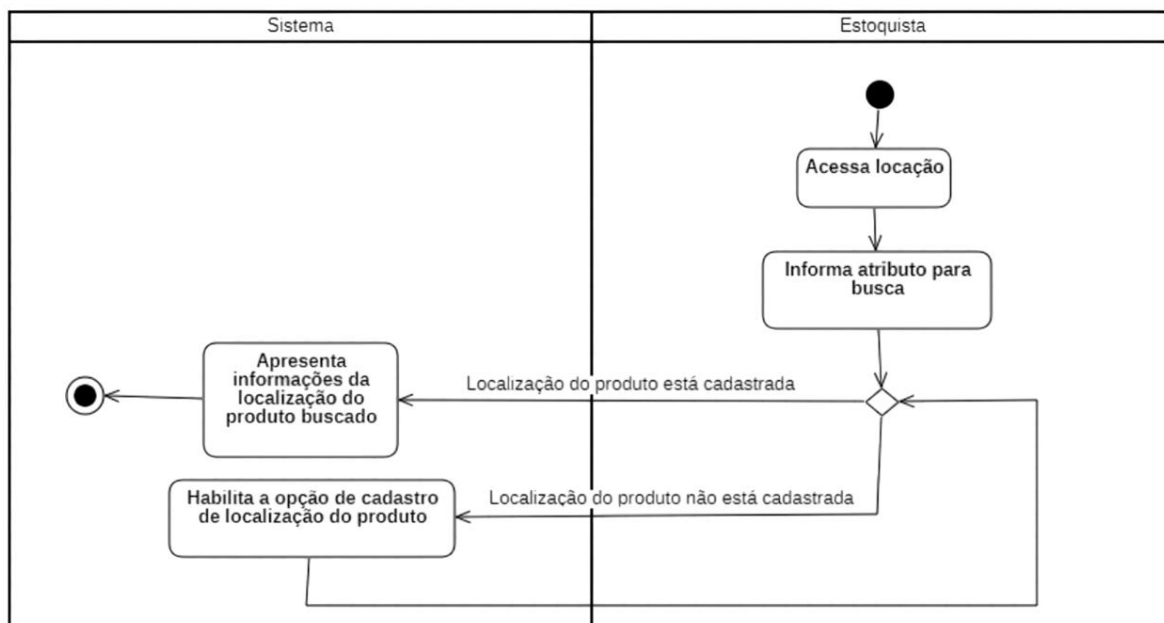 Sistema
Estoquista
Acessa locação
Informa atributo para
busca
Apresenta
informações da
localização do
produto buscado
Localização do produto está cadastrada
Habilita a opção de cadastro
de localização do produto
Localização do produto não está cadastrada